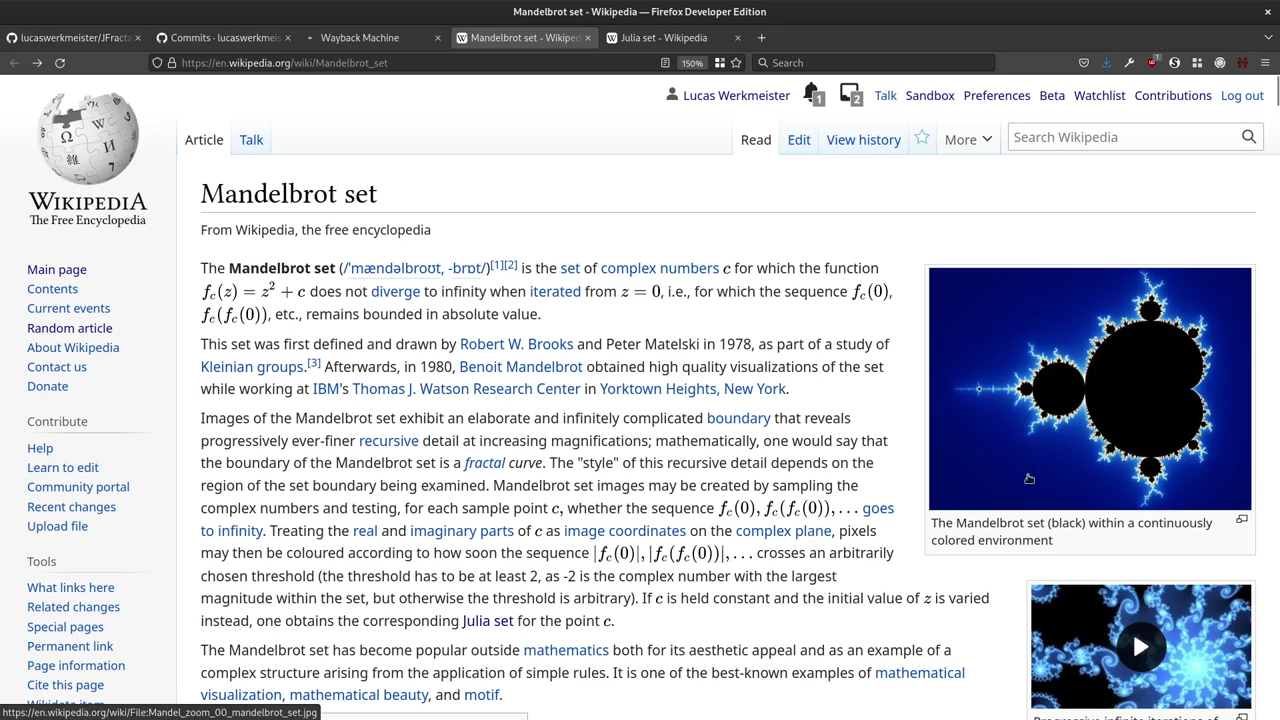 Mandelbrot set - Wikipedia — Firefox Developer Edition
lucaswerkmeister/JFracta
Commits · lucaswerkmeis
Wayback Machine
Mandelbrot set - Wikiped
Julia set - Wikipedia
https://en.wikipedia.org/wiki/Mandelbrot_set
150%
Search
Lucas Werkmeister
1
2
Talk
Sandbox
Preferences
Beta
Watchlist
Contributions
Log out
Article
Talk
Read
Edit
View history
More
Search Wikipedia
WIKIPEDIA
The Free Encyclopedia
Main page
Contents
Current events
Random article
About Wikipedia
Contact us
Donate
Contribute
Help
Learn to edit
Community portal
Recent changes
Upload file
Tools
What links here
Related changes
Special pages
Permanent link
Page information
Cite this page
Wikidata item
Mandelbrot set
From Wikipedia, the free encyclopedia
The Mandelbrot set (/ˈmændəlbroʊt, -brɒt/)[1][2] is the set of complex numbers c for which the function
f_c(z) = z² + c does not diverge to infinity when iterated from z = 0, i.e., for which the sequence f_c(0),
f_c(f_c(0)), etc., remains bounded in absolute value.
This set was first defined and drawn by Robert W. Brooks and Peter Matelski in 1978, as part of a study of
Kleinian groups.[3] Afterwards, in 1980, Benoit Mandelbrot obtained high quality visualizations of the set
while working at IBM's Thomas J. Watson Research Center in Yorktown Heights, New York.
Images of the Mandelbrot set exhibit an elaborate and infinitely complicated boundary that reveals
progressively ever-finer recursive detail at increasing magnifications; mathematically, one would say that
the boundary of the Mandelbrot set is a fractal curve. The "style" of this recursive detail depends on the
region of the set boundary being examined. Mandelbrot set images may be created by sampling the
complex numbers and testing, for each sample point c, whether the sequence f_c(0), f_c(f_c(0)), … goes
to infinity. Treating the real and imaginary parts of c as image coordinates on the complex plane, pixels
may then be coloured according to how soon the sequence |f_c(0)|, |f_c(f_c(0))|, … crosses an arbitrarily
chosen threshold (the threshold has to be at least 2, as -2 is the complex number with the largest
magnitude within the set, but otherwise the threshold is arbitrary). If c is held constant and the initial value of z is varied
instead, one obtains the corresponding Julia set for the point c.
The Mandelbrot set has become popular outside mathematics both for its aesthetic appeal and as an example of a
complex structure arising from the application of simple rules. It is one of the best-known examples of mathematical
visualization, mathematical beauty, and motif.
The Mandelbrot set (black) within a continuously
colored environment
Progressive infinite iterations of
https://en.wikipedia.org/wiki/File:Mandel_zoom_00_mandelbrot_set.jpg